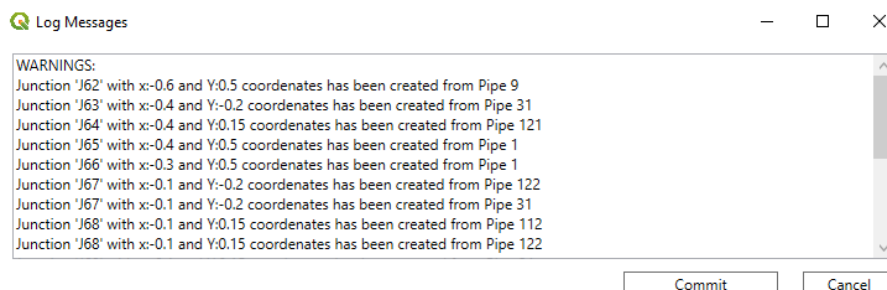 Log Messages
WARNINGS:
Junction 'J62' with x:-0.6 and Y:0.5 coordenates has been created from Pipe 9
Junction 'J63' with x:-0.4 and Y:-0.2 coordenates has been created from Pipe 31
Junction 'J64' with x:-0.4 and Y:0.15 coordenates has been created from Pipe 121
Junction 'J65' with x:-0.4 and Y:0.5 coordenates has been created from Pipe 1
Junction 'J66' with x:-0.3 and Y:0.5 coordenates has been created from Pipe 1
Junction 'J67' with x:-0.1 and Y:-0.2 coordenates has been created from Pipe 122
Junction 'J67' with x:-0.1 and Y:-0.2 coordenates has been created from Pipe 31
Junction 'J68' with x:-0.1 and Y:0.15 coordenates has been created from Pipe 112
Junction 'J68' with x:-0.1 and Y:0.15 coordenates has been created from Pipe 122
Commit Cancel